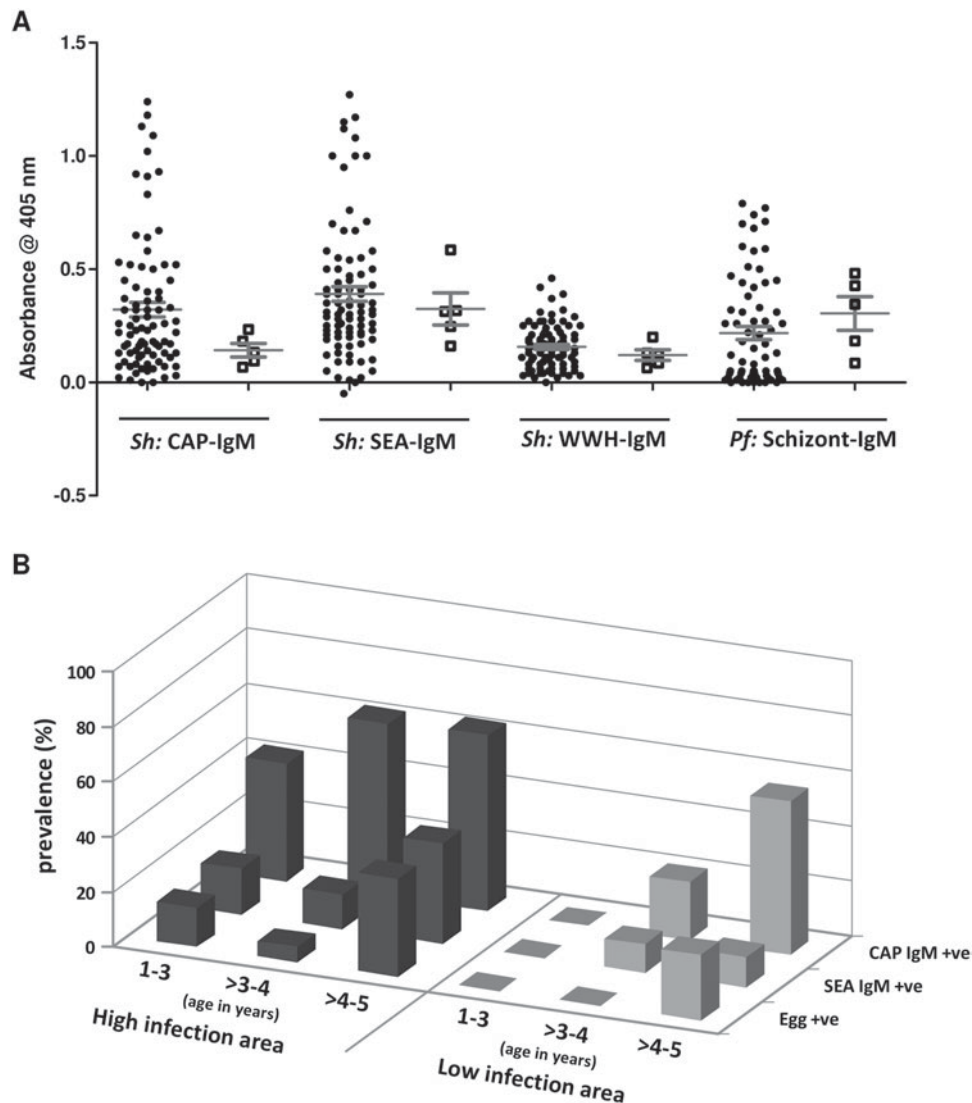 A
1.5
1.0
0.5
0.0
-0.5
Absorbance @ 405 nm
Sh: CAP-IgM
Sh: SEA-IgM
Sh: WWH-IgM
Pf: Schizont-IgM
B
100
80
60
40
20
0
prevalence (%)
1-3
>3-4
>4-5
(age in years)
High infection area
1-3
>3-4
>4-5
(age in years)
Low infection area
CAP IgM +ve
SEA IgM +ve
Egg +ve